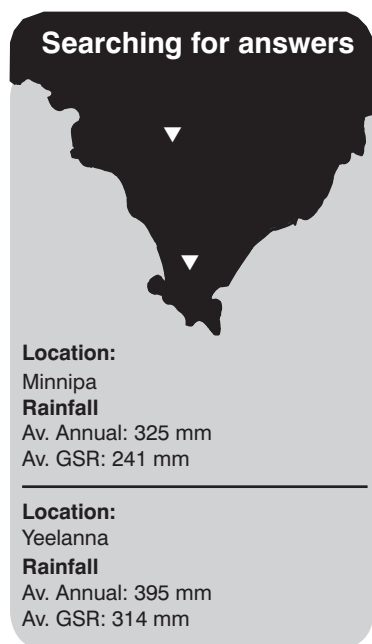 Searching for answers
Location:
Minnipa
Rainfall
Av. Annual: 325 mm
Av. GSR: 241 mm
Location:
Yeelanna
Rainfall
Av. Annual: 395 mm
Av. GSR: 314 mm